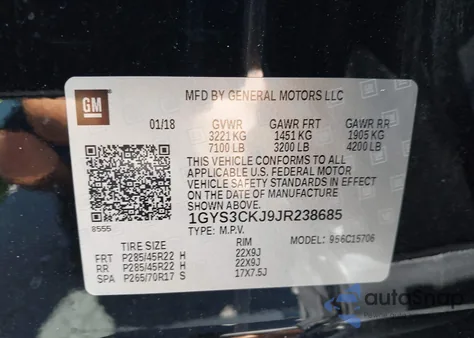 MFD BY GENERAL MOTORS LLC
GM
01/18 GVWR GAWR FRT GAWR RR
3221 KG 1451 KG 1905 KG
7100 LB 3200 LB 4200 LB
THIS VEHICLE CONFORMS TO ALL
APPLICABLE U.S. FEDERAL MOTOR
VEHICLE SAFETY AND THEFT
PREVENTION STANDARDS IN EFFECT
ON THE DATE OF MANUFACTURE
SHOWN ABOVE.
1GYS3CKJ9JR238685
8555
TYPE: M.P.V. MODEL: 956C15706
TIRE SIZE RIM
FRT P285/45R22 H 22X9J
RR P285/45R22 H 22X9J
SPA P265/70R17 S 17X7.5J
autoSnap